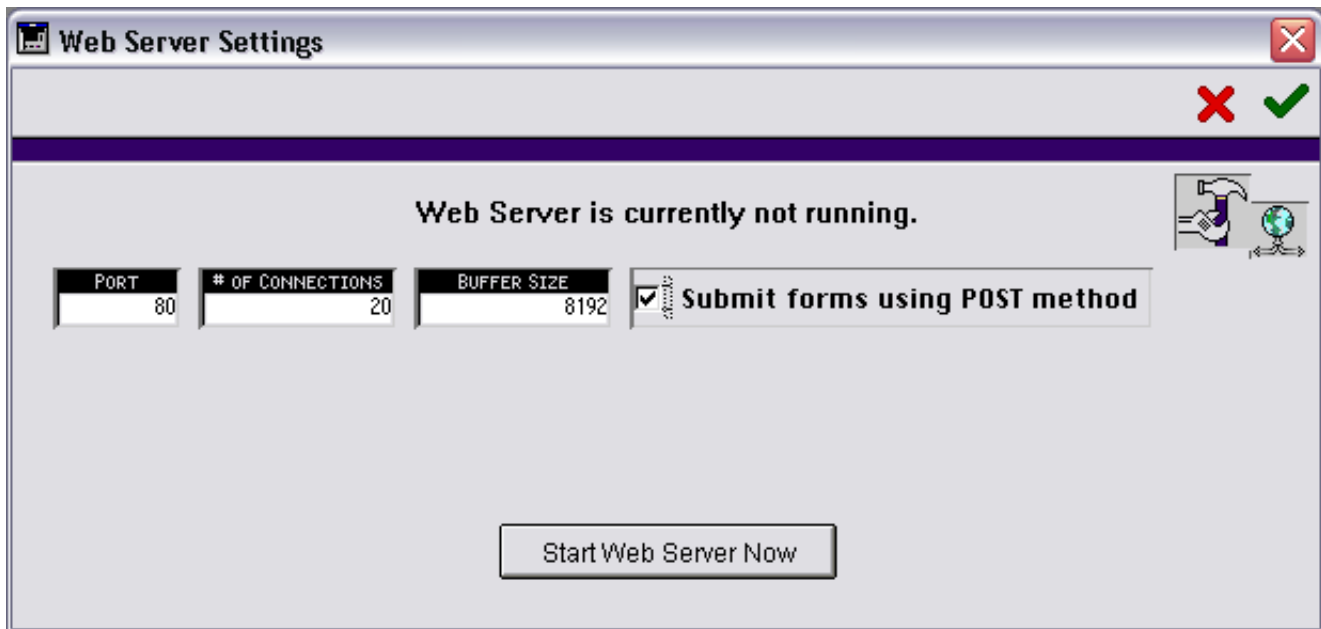 Web Server Settings
Web Server is currently not running.
PORT
# OF CONNECTIONS
BUFFER SIZE
80
20
8192
Submit forms using POST method
Start Web Server Now